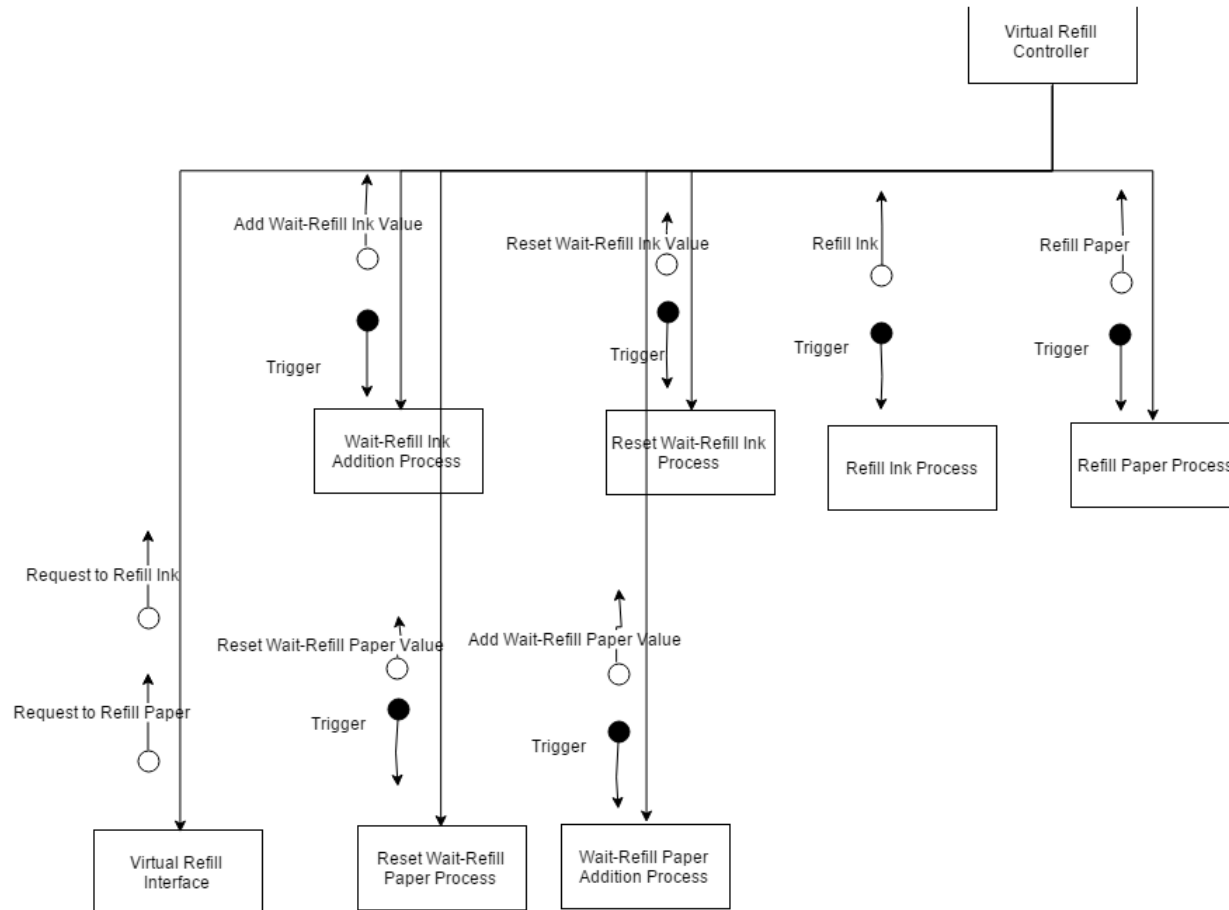 Virtual Refill
Controller
Add Wait-Refill Ink Value
Reset Wait-Refill Ink Value
Refill Ink
Refill Paper
Trigger
Trigger
Trigger
Trigger
Wait-Refill Ink
Addition Process
Reset Wait-Refill Ink
Process
Refill Ink Process
Refill Paper Process
Request to Refill Ink
Reset Wait-Refill Paper Value
Add Wait-Refill Paper Value
Request to Refill Paper
Trigger
Trigger
Virtual Refill
Interface
Reset Wait-Refill
Paper Process
Wait-Refill Paper
Addition Process